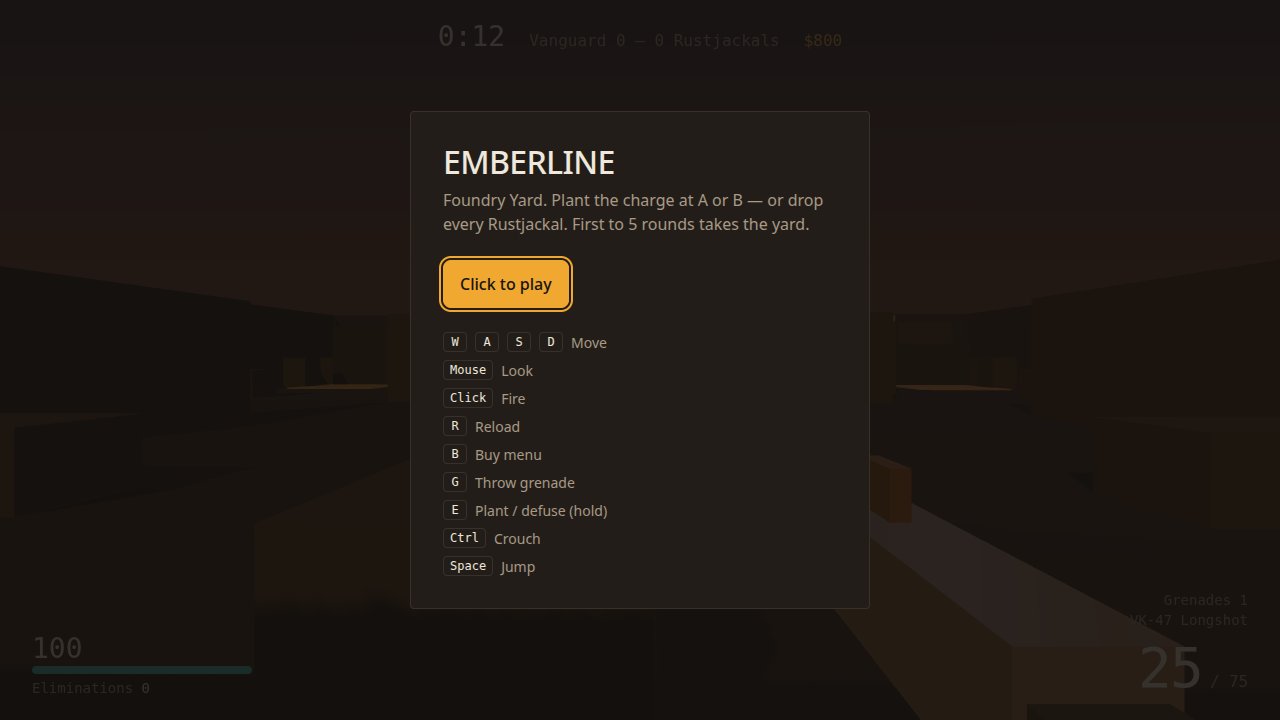 0:12 Vanguard 0 — 0 Rustjackals $800
EMBERLINE
Foundry Yard. Plant the charge at A or B — or drop
every Rustjackal. First to 5 rounds takes the yard.
Click to play
W A S D Move
Mouse Look
Click Fire
R Reload
B Buy menu
G Throw grenade
E Plant / defuse (hold)
Ctrl Crouch
Space Jump
100
Eliminations 0
Grenades 1
VK-47 Longshot
25 / 75